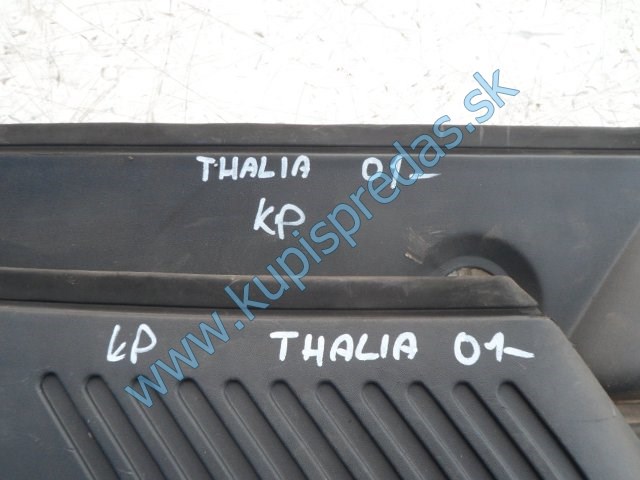 THALIA 01-
KP
KP THALIA 01-
www.kupispredas.sk